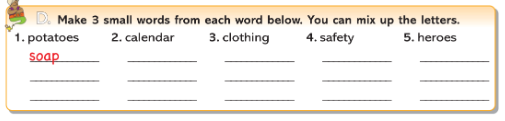 D. Make 3 small words from each word below. You can mix up the letters.
1. potatoes 2. calendar 3. clothing 4. safety 5. heroes
soap